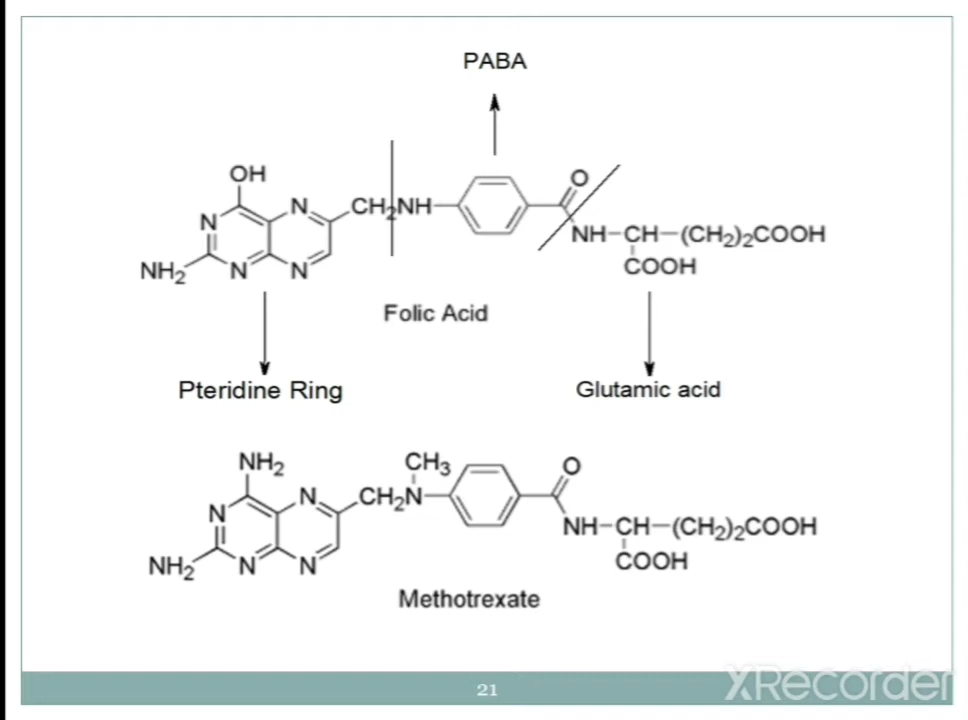 PABA
OH
N
N
CH₂NH
O
NH₂
N
N
NH-CH-(CH₂)₂COOH
COOH
Folic Acid
Pteridine Ring
Glutamic acid
NH₂
CH₃
O
N
N
CH₂N
NH₂
N
N
NH-CH-(CH₂)₂COOH
COOH
Methotrexate
21
XRecorder